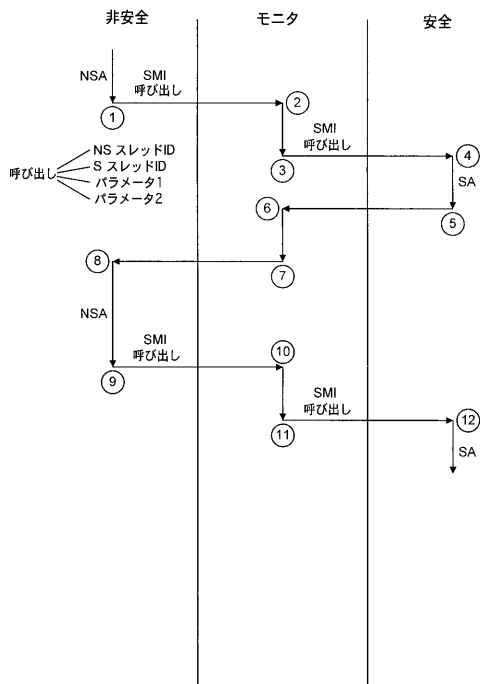 非安全
モニタ
安全
NSA
SMI
呼び出し
①
②
SMI
呼び出し
③
④
SA
呼び出し
NS スレッドID
S スレッドID
パラメータ1
パラメータ2
⑥
⑤
⑧
⑦
NSA
SMI
呼び出し
⑨
⑩
SMI
呼び出し
⑪
⑫
SA